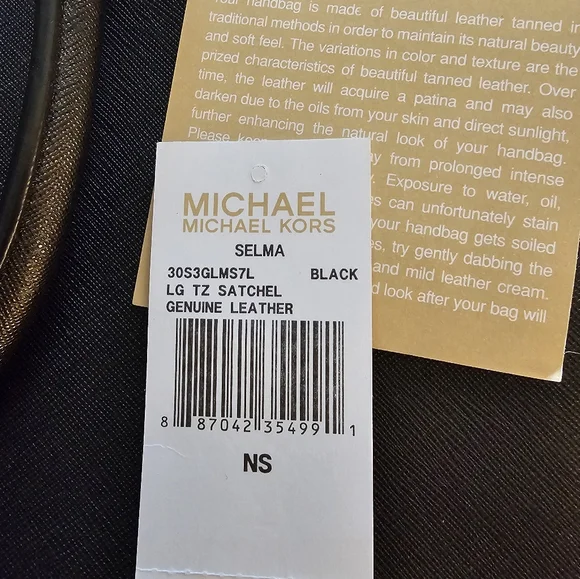 Your handbag is made of beautiful leather tanned in
traditional methods in order to maintain its natural beauty
and soft feel. The variations in color and texture are the
prized characteristics of beautiful tanned leather. Over
time, the leather will acquire a patina and may also
darken due to the oils from your skin and direct sunlight,
further enhancing the natural look of your handbag.
Please keep from prolonged intense
Exposure to water, oil,
can unfortunately stain
your handbag gets soiled
try gently dabbing the
and mild leather cream.
look after your bag will
MICHAEL
MICHAEL KORS
SELMA
30S3GLMS7L BLACK
LG TZ SATCHEL
GENUINE LEATHER
8 87042 35499 1
NS